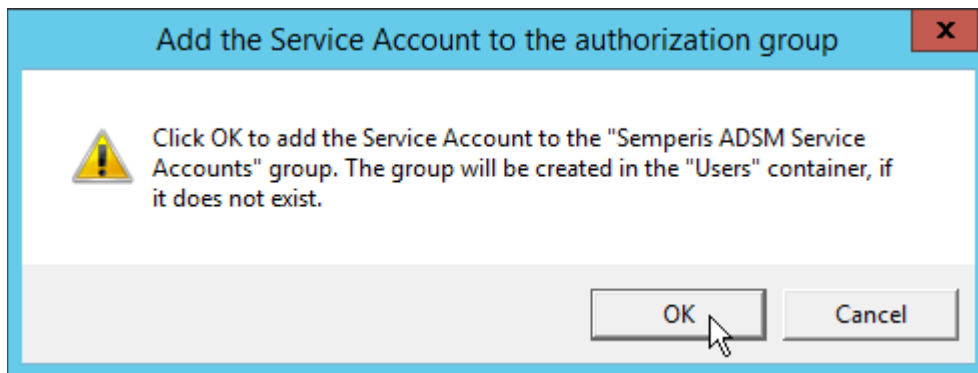 Add the Service Account to the authorization group
x
Click OK to add the Service Account to the "Semperis ADSM Service
Accounts" group. The group will be created in the "Users" container, if
it does not exist.
OK
Cancel